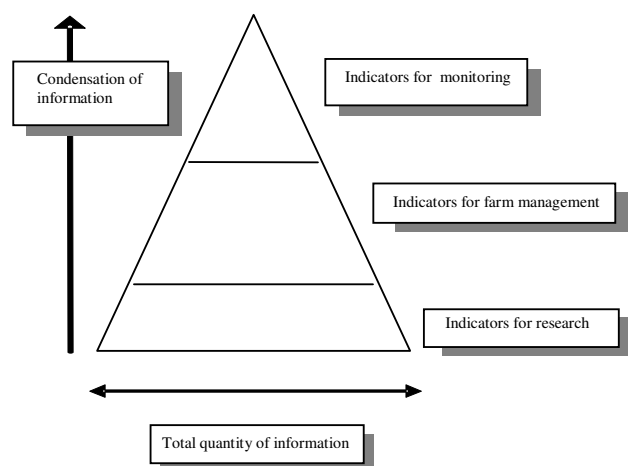 Condensation of
information
Indicators for monitoring
Indicators for farm management
Indicators for research
Total quantity of information